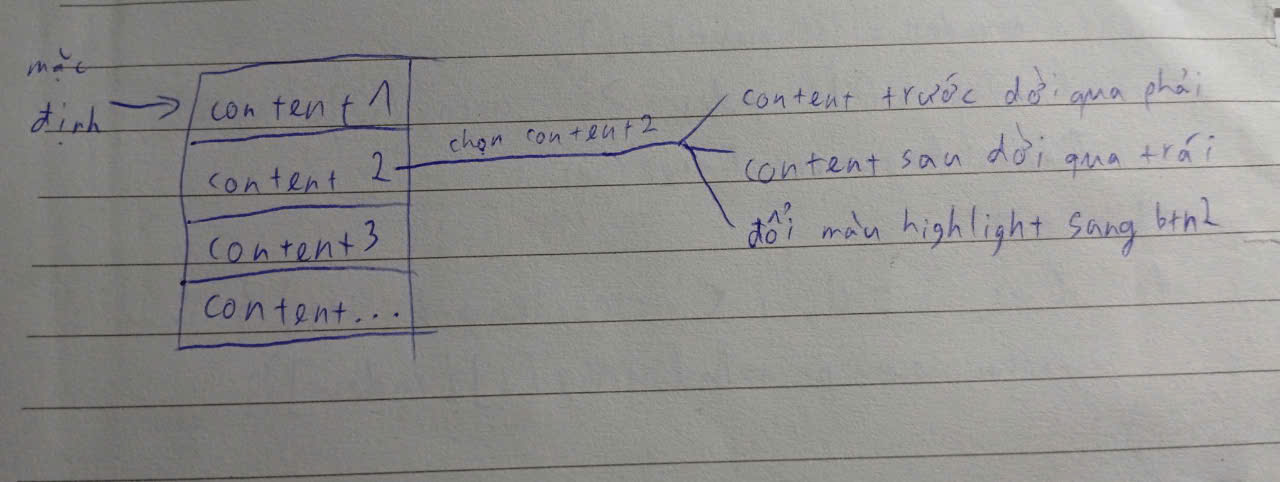 mặc
định
content 1
content 2
content 3
content...
chọn content 2
content trước dời qua phải
content sau dời qua trái
đổi màu highlight sang btn2